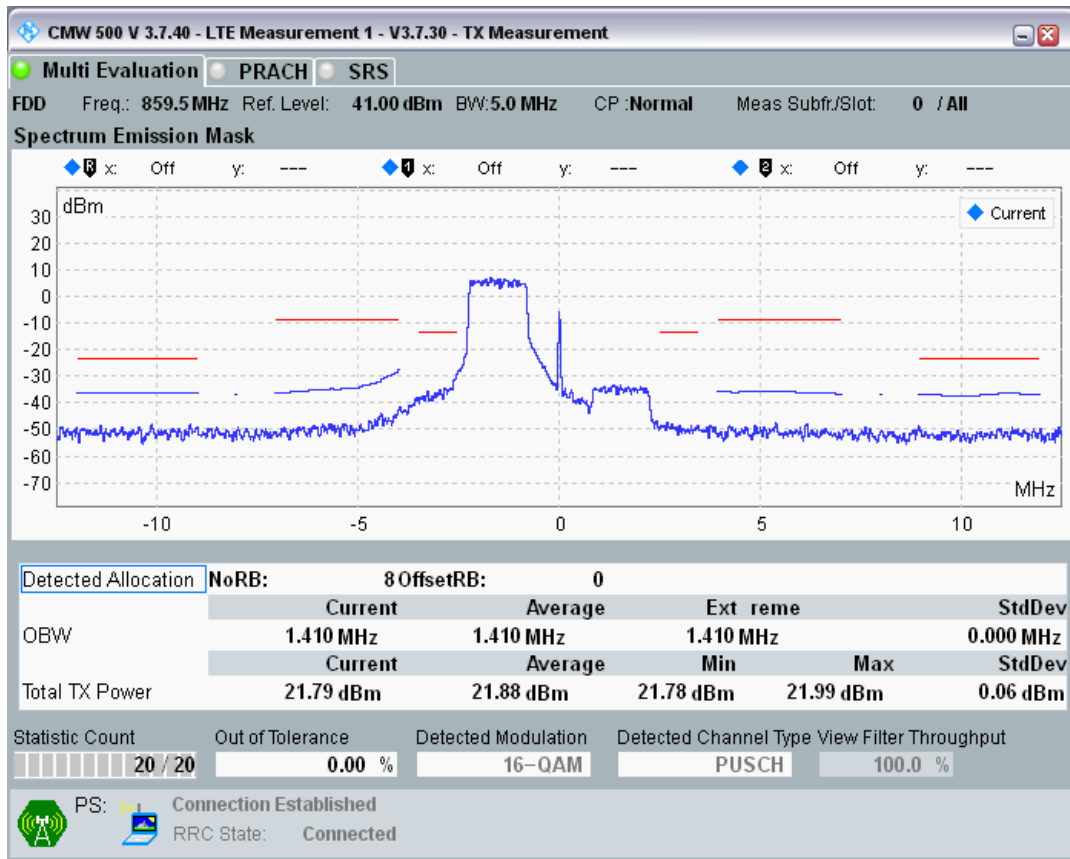 CMW 500 V 3.7.40 - LTE Measurement 1 - V3.7.30 - TX Measurement
Multi Evaluation PRACH SRS
FDD Freq.: 859.5 MHz Ref. Level: 41.00 dBm BW:5.0 MHz CP :Normal Meas Subfr./Slot: 0 / All
Spectrum Emission Mask
R x: Off y: --- 1 x: Off y: --- 2 x: Off y: ---
dBm
Current
30
20
10
0
-10
-20
-30
-40
-50
-60
-70
MHz
-10 -5 0 5 10
Detected Allocation NoRB: 8 OffsetRB: 0
Current Average Ext reme StdDev
OBW 1.410 MHz 1.410 MHz 1.410 MHz 0.000 MHz
Current Average Min Max StdDev
Total TX Power 21.79 dBm 21.88 dBm 21.78 dBm 21.99 dBm 0.06 dBm
Statistic Count Out of Tolerance Detected Modulation Detected Channel Type View Filter Throughput
20 / 20 0.00 % 16-QAM PUSCH 100.0 %
PS: Connection Established
RRC State: Connected